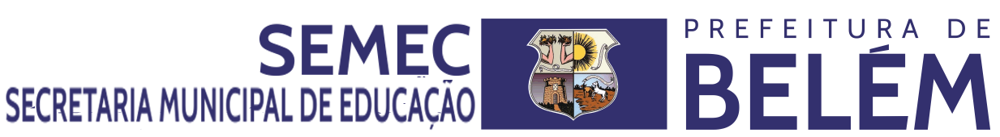 SEMEC
SECRETARIA MUNICIPAL DE EDUCAÇÃO
PREFEITURA DE
BELÉM